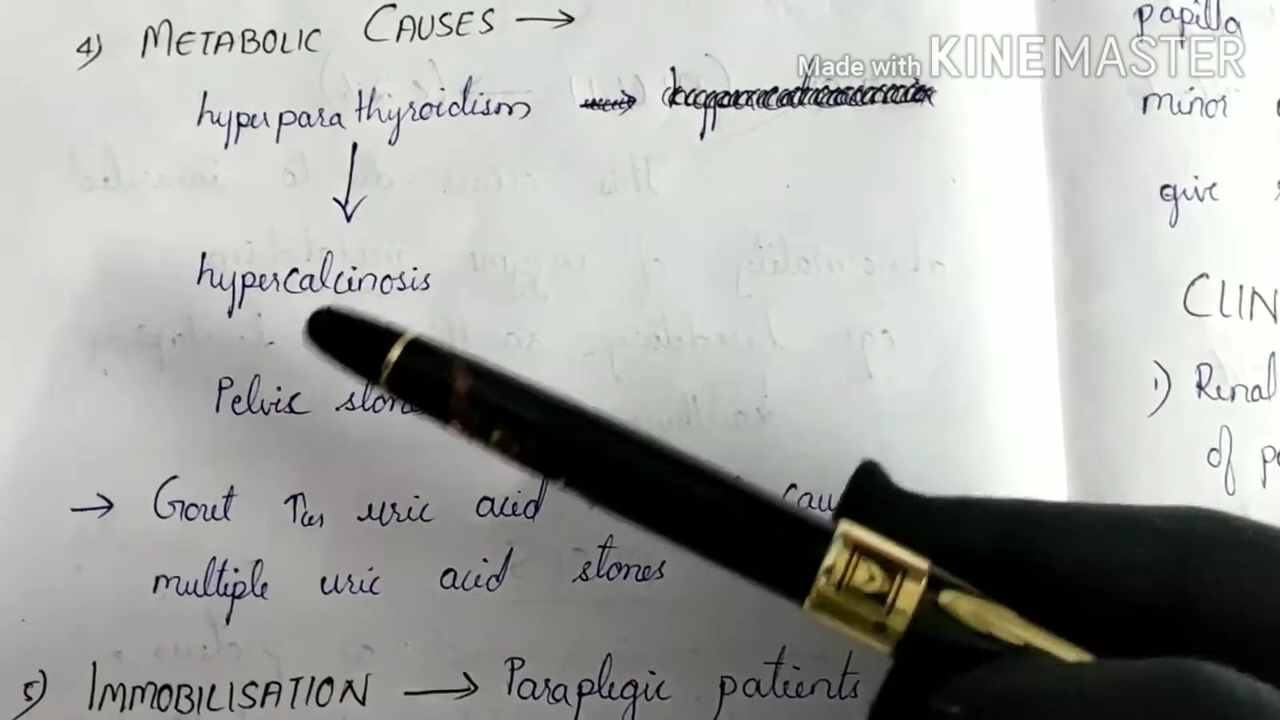 4) METABOLIC CAUSES →
hyperparathyroidism →
↓
hypercalcinosis
Pelvic
→ Gout ↑es uric acid
multiple uric acid stones
5) IMMOBILISATION → Paraplegic patients
papilla
minor
give
CLIN
1) Renal
of
Made with KINEMASTER